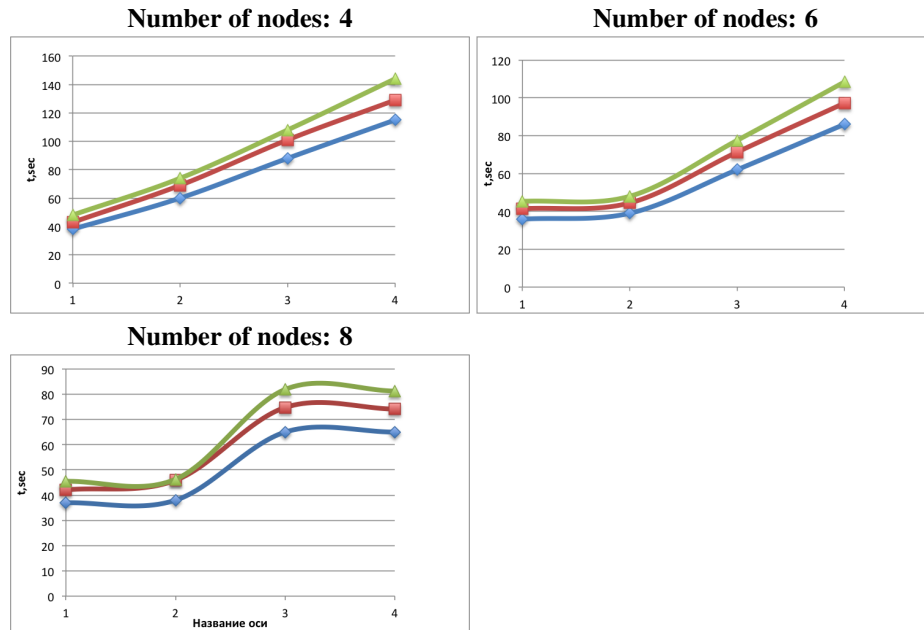 Number of nodes: 4
t,sec
160
140
120
100
80
60
40
20
0
1 2 3 4
Number of nodes: 6
t,sec
120
100
80
60
40
20
0
1 2 3 4
Number of nodes: 8
t,sec
90
80
70
60
50
40
30
20
10
0
1 2 3 4
Название оси